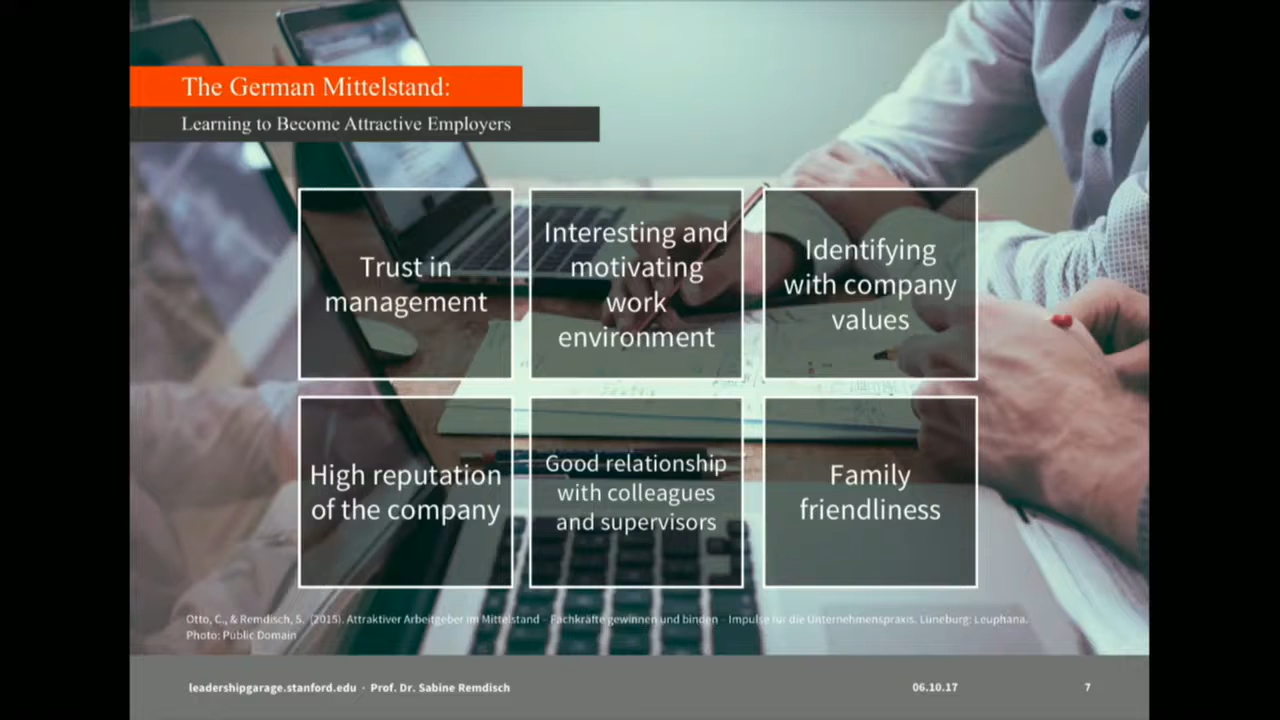 The German Mittelstand:
Learning to Become Attractive Employers
Trust in
management
Interesting and
motivating
work
environment
Identifying
with company
values
High reputation
of the company
Good relationship
with colleagues
and supervisors
Family
friendliness
Otto, C., & Remdisch, S. (2015). Attraktiver Arbeitgeber im Mittelstand - Fachkräfte gewinnen und binden - Impulse für die Unternehmenspraxis. Lüneburg: Leuphana.
Photo: Public Domain
leadershipgarage.stanford.edu · Prof. Dr. Sabine Remdisch
06.10.17
7